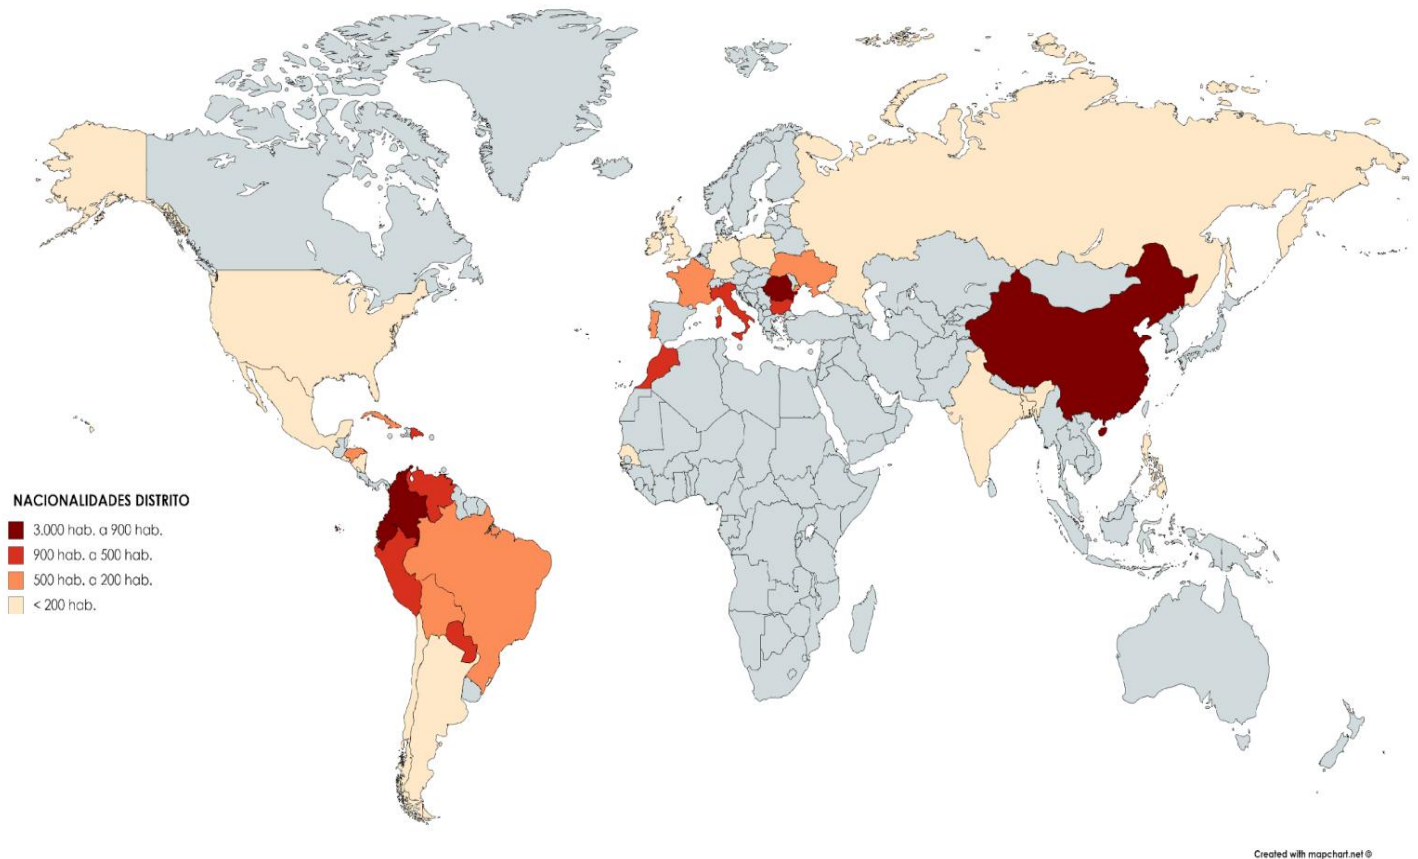 NACIONALIDADES DISTRITO
3.000 hab. a 900 hab.
900 hab. a 500 hab.
500 hab. a 200 hab.
< 200 hab.
Created with mapchart.net ©